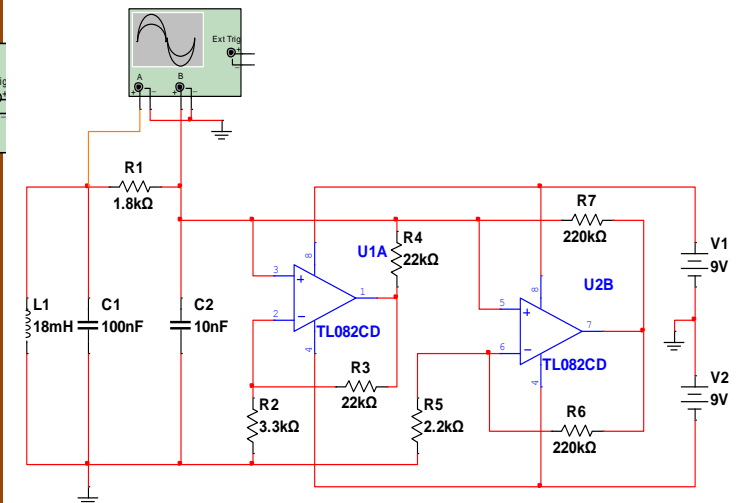 Ext Trig
+
_
ig
A
B
+
_
+
_
R1
1.8kΩ
R7
220kΩ
R4
22kΩ
U1A
V1
9V
U2B
8
3
+
1
2
−
4
TL082CD
8
5
+
7
6
−
4
TL082CD
L1
18mH
C1
100nF
C2
10nF
R3
22kΩ
R2
3.3kΩ
R5
2.2kΩ
R6
220kΩ
V2
9V